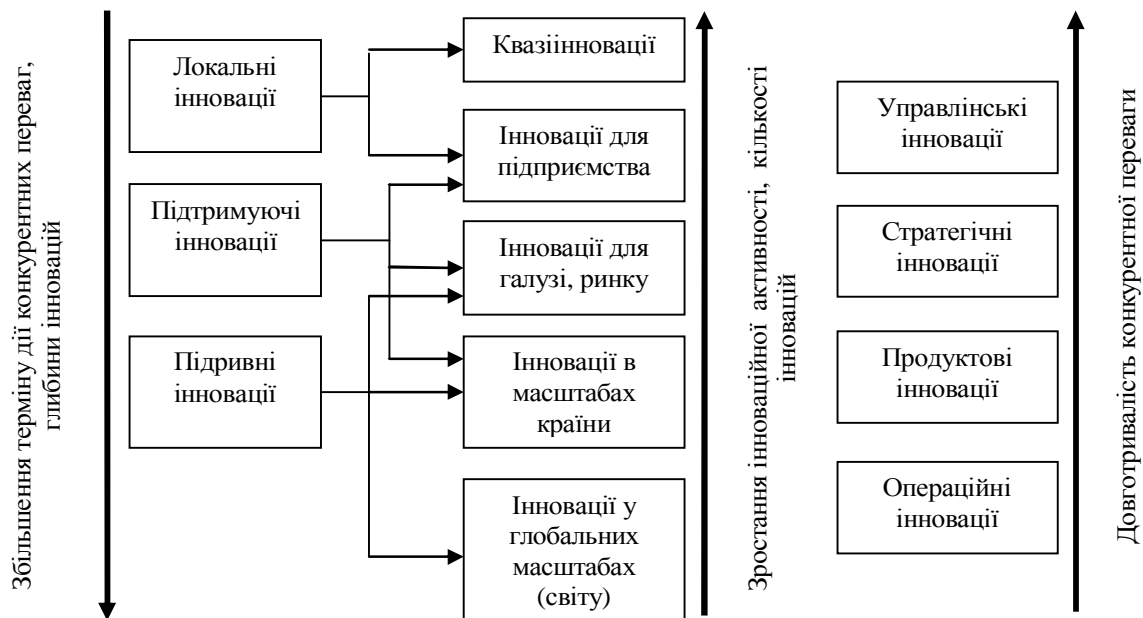 Збільшення терміну дії конкурентних переваг,
глибини інновацій
Локальні
інновації
Підтримуючі
інновації
Підривні
інновації
Квазіінновації
Інновації для
підприємства
Інновації для
галузі, ринку
Інновації в
масштабах
країни
Інновації у
глобальних
масштабах
(світу)
Зростання інноваційної активності, кількості
інновацій
Управлінські
інновації
Стратегічні
інновації
Продуктові
інновації
Операційні
інновації
Довготривалість конкурентної переваги